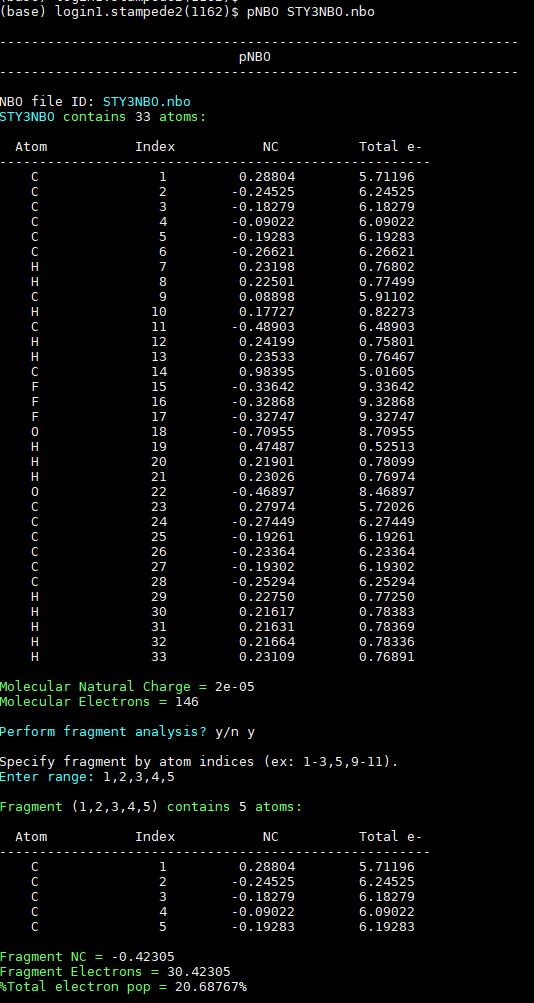 (base) login1.stampede2(1162)$ pNBO STY3NBO.nbo
-----------------------------------------------------------------
pNBO
-----------------------------------------------------------------
NBO file ID: STY3NBO.nbo
STY3NBO contains 33 atoms:
Atom Index NC Total e-
------------------------------------------------------
C 1 0.28804 5.71196
C 2 -0.24525 6.24525
C 3 -0.18279 6.18279
C 4 -0.09022 6.09022
C 5 -0.19283 6.19283
C 6 -0.26621 6.26621
H 7 0.23198 0.76802
H 8 0.22501 0.77499
C 9 0.08898 5.91102
H 10 0.17727 0.82273
C 11 -0.48903 6.48903
H 12 0.24199 0.75801
H 13 0.23533 0.76467
C 14 0.98395 5.01605
F 15 -0.33642 9.33642
F 16 -0.32868 9.32868
F 17 -0.32747 9.32747
O 18 -0.70955 8.70955
H 19 0.47487 0.52513
H 20 0.21901 0.78099
H 21 0.23026 0.76974
O 22 -0.46897 8.46897
C 23 0.27974 5.72026
C 24 -0.27449 6.27449
C 25 -0.19261 6.19261
C 26 -0.23364 6.23364
C 27 -0.19302 6.19302
C 28 -0.25294 6.25294
H 29 0.22750 0.77250
H 30 0.21617 0.78383
H 31 0.21631 0.78369
H 32 0.21664 0.78336
H 33 0.23109 0.76891
Molecular Natural Charge = 2e-05
Molecular Electrons = 146
Perform fragment analysis? y/n y
Specify fragment by atom indices (ex: 1-3,5,9-11).
Enter range: 1,2,3,4,5
Fragment (1,2,3,4,5) contains 5 atoms:
Atom Index NC Total e-
------------------------------------------------------
C 1 0.28804 5.71196
C 2 -0.24525 6.24525
C 3 -0.18279 6.18279
C 4 -0.09022 6.09022
C 5 -0.19283 6.19283
Fragment NC = -0.42305
Fragment Electrons = 30.42305
%Total electron pop = 20.68767%